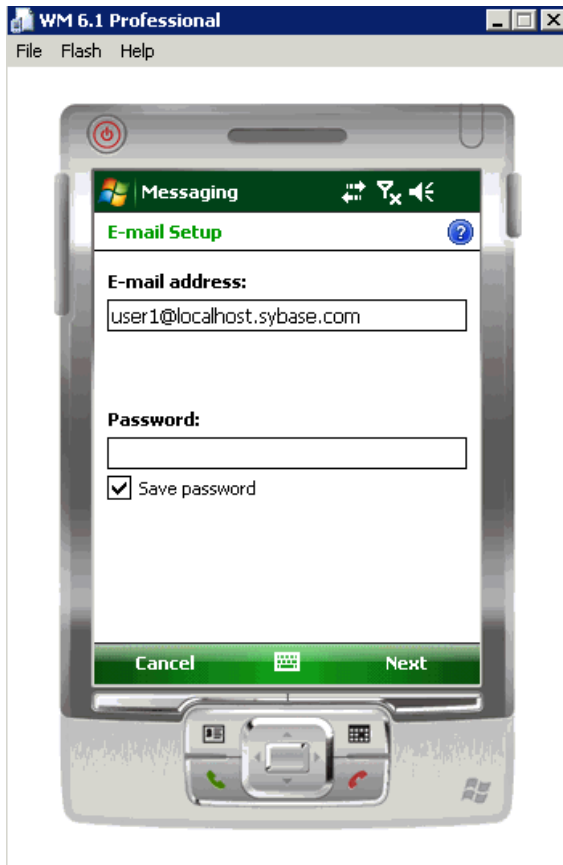 WM 6.1 Professional
File Flash Help
Messaging
E-mail Setup
?
E-mail address:
user1@localhost.sybase.com
Password:
Save password
Cancel Next